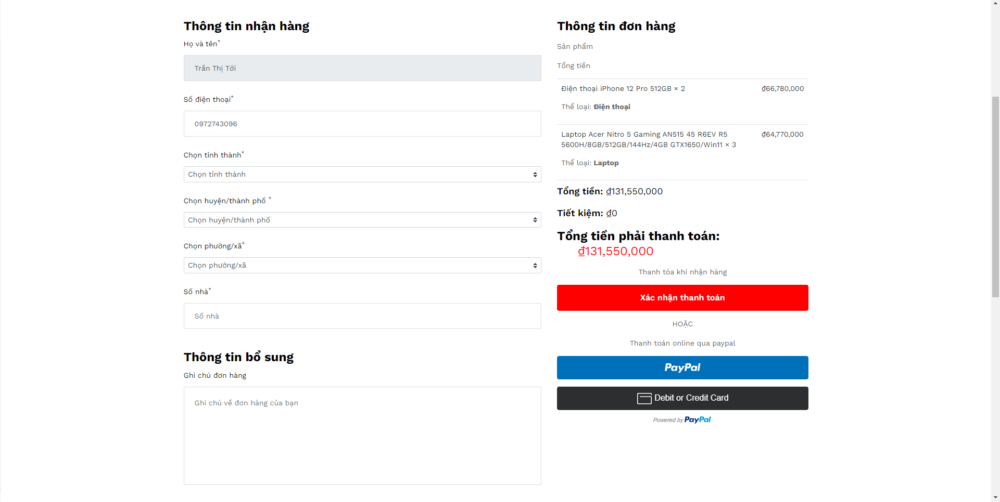 Thông tin nhận hàng
Họ và tên*
Trần Thị Tới
Số điện thoại*
0972743096
Chọn tỉnh thành*
Chọn tỉnh thành
Chọn huyện/thành phố *
Chọn huyện/thành phố
Chọn phường/xã*
Chọn phường/xã
Số nhà*
Số nhà
Thông tin bổ sung
Ghi chú đơn hàng
Ghi chú về đơn hàng của bạn
Thông tin đơn hàng
Sản phẩm
Tổng tiền
Điện thoại iPhone 12 Pro 512GB × 2 ₫66,780,000
Thể loại: Điện thoại
Laptop Acer Nitro 5 Gaming AN515 45 R6EV R5 ₫64,770,000
5600H/8GB/512GB/144Hz/4GB GTX1650/Win11 × 3
Thể loại: Laptop
Tổng tiền: ₫131,550,000
Tiết kiệm: ₫0
Tổng tiền phải thanh toán:
₫131,550,000
Thanh tóa khi nhận hàng
Xác nhận thanh toán
HOẶC
Thanh toán online qua paypal
PayPal
Debit or Credit Card
Powered by PayPal